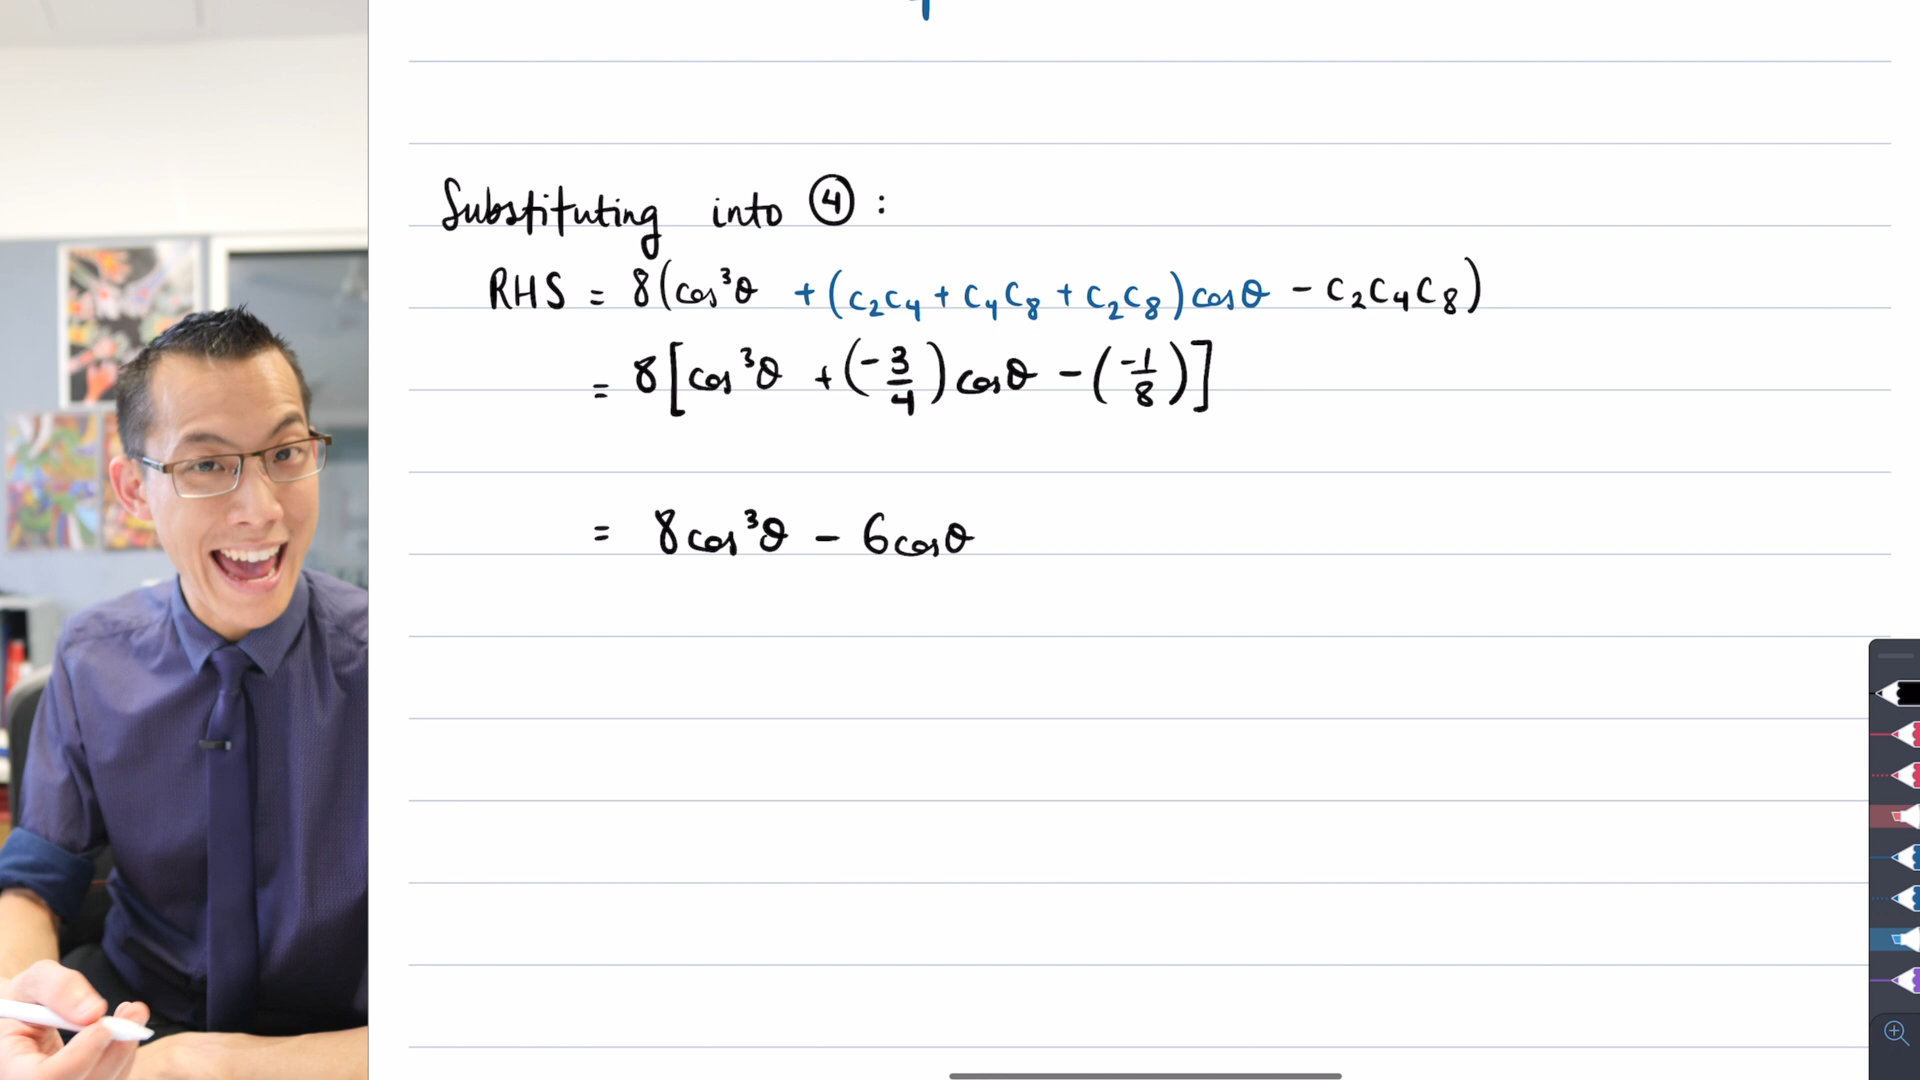 Substituting into ④ :
RHS = 8(cos³θ + (c₂c₄ + c₄c₈ + c₂c₈)cosθ - c₂c₄c₈)
= 8[cos³θ + (-3/4)cosθ - (-1/8)]
= 8cos³θ - 6cosθ